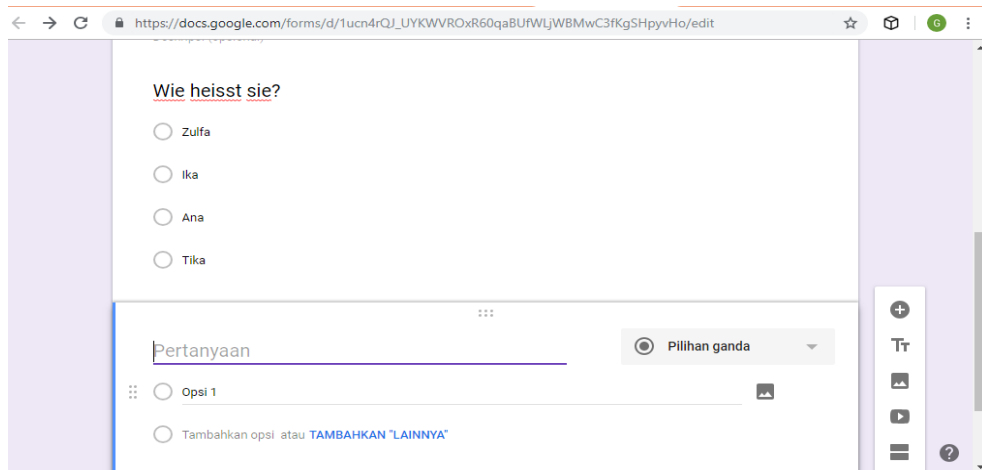 https://docs.google.com/forms/d/1ucn4rQJ_UYKWVROxR60qaBUfWLjWBMwC3fKgSHpyvHo/edit
G
Wie heisst sie?
Zulfa
Ika
Ana
Tika
Pertanyaan
Pilihan ganda
Tт
Opsi 1
Tambahkan opsi atau TAMBAHKAN "LAINNYA"
?